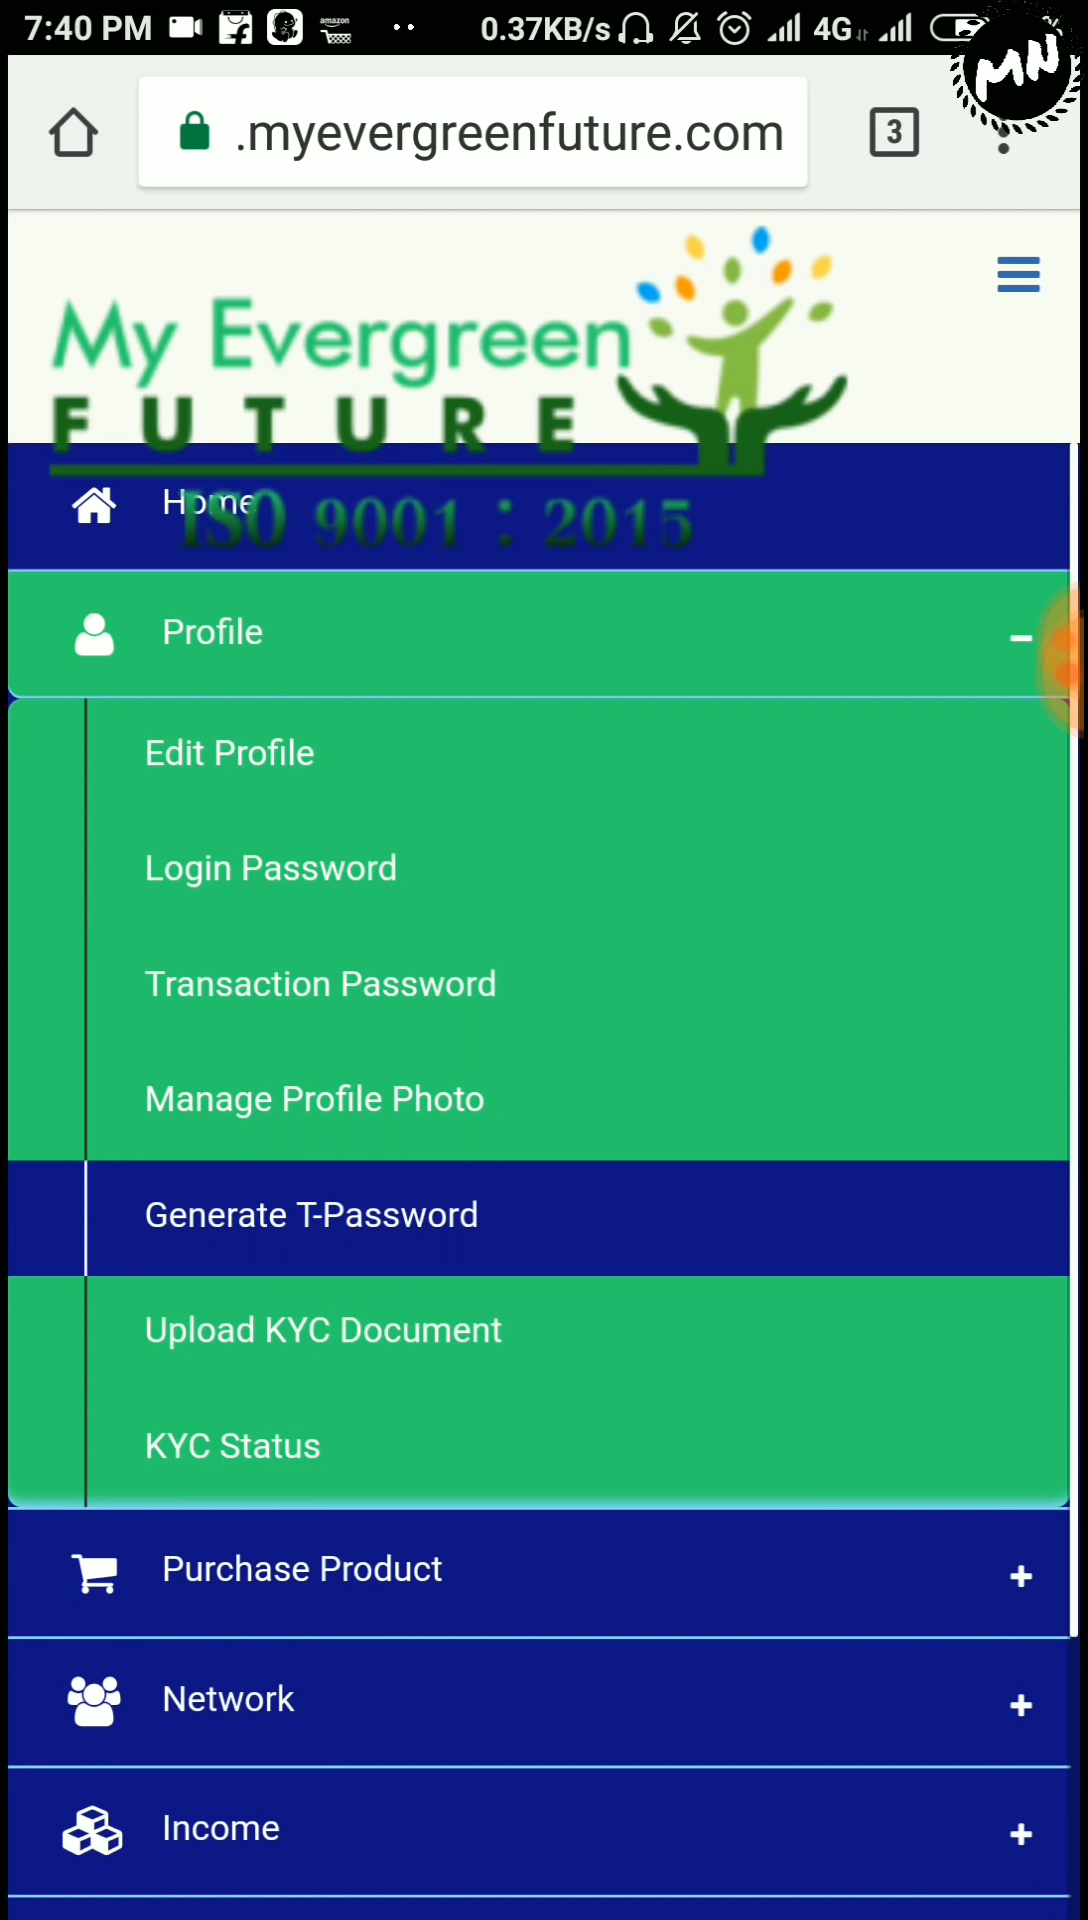 7:40 PM amazon 0.37KB/s 4G
.myevergreenfuture.com 3
MN
My Evergreen
FUTURE
ISO 9001 : 2015
Home
Profile
Edit Profile
Login Password
Transaction Password
Manage Profile Photo
Generate T-Password
Upload KYC Document
KYC Status
Purchase Product
Network
Income